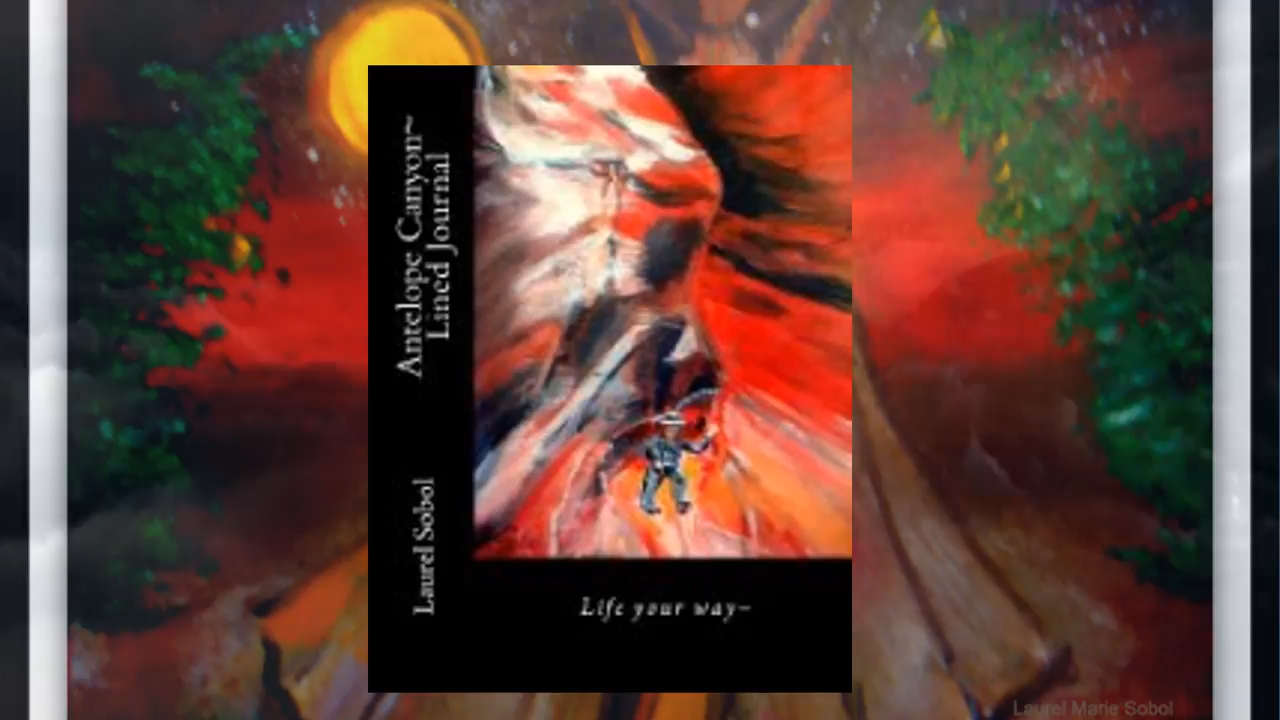 Antelope Canyon~
Lined Journal
Laurel Sobol
Life your way~
Laurel Marie Sobol